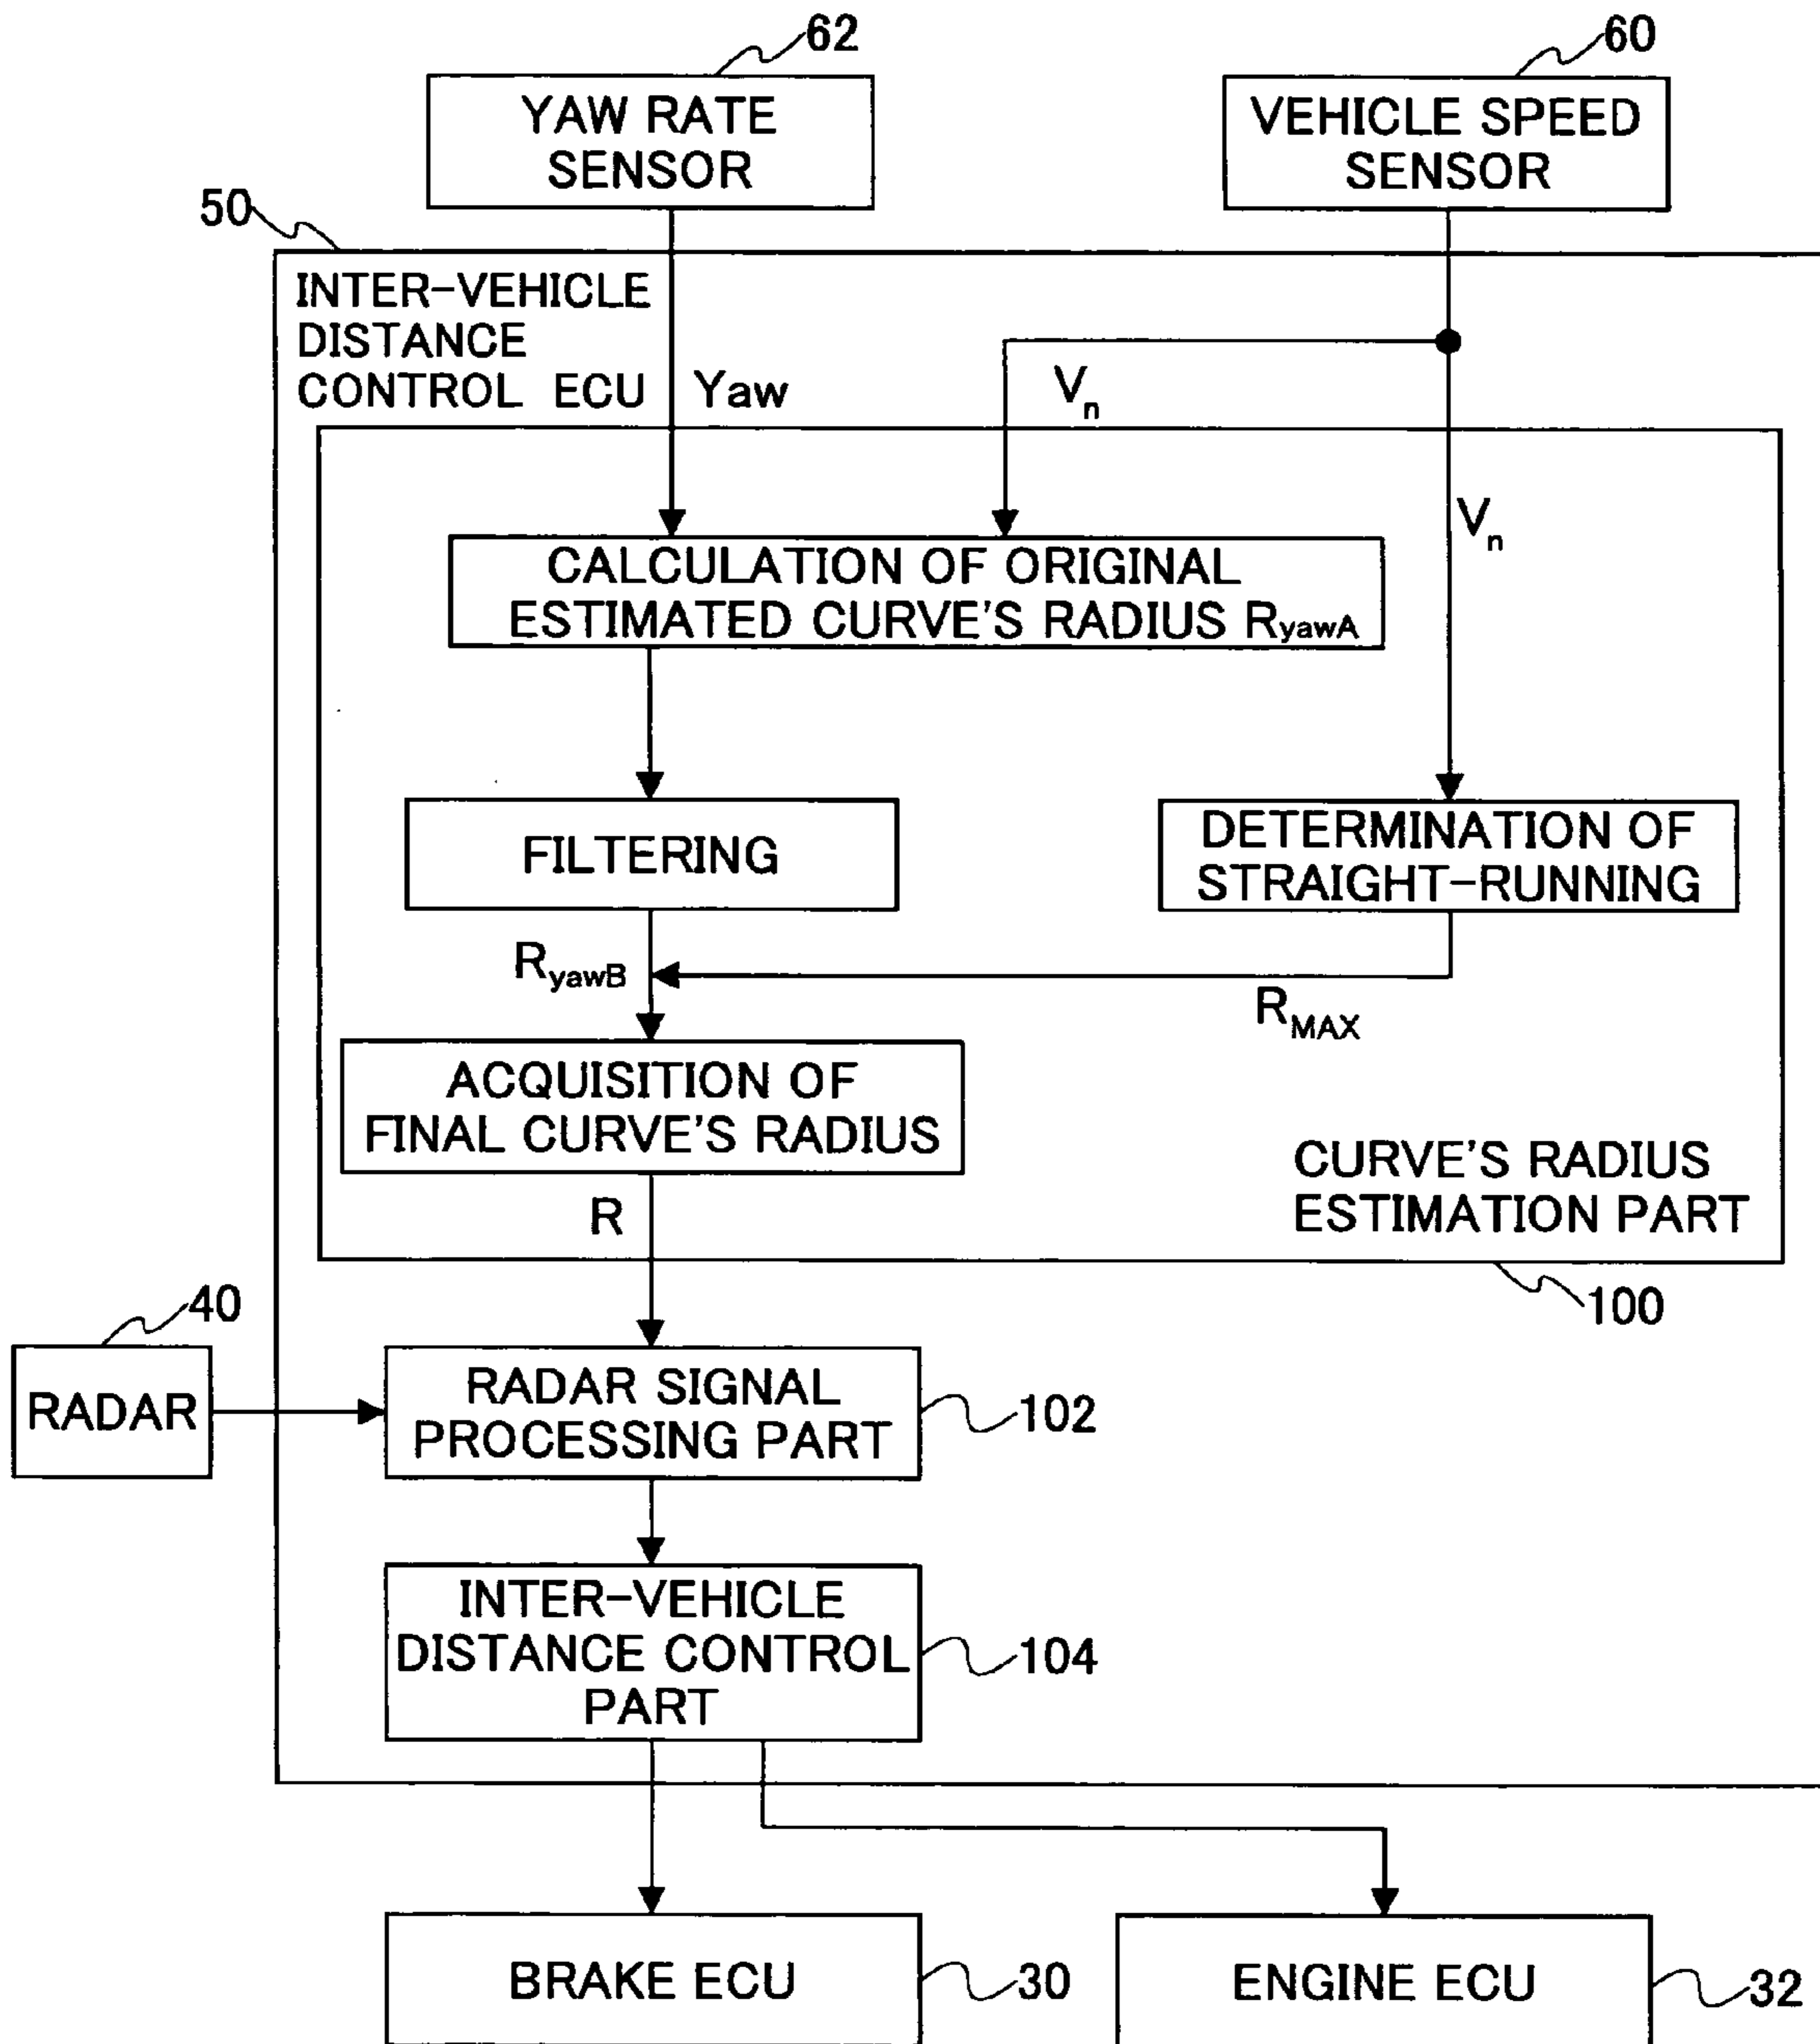 62
60
YAW RATE
SENSOR
VEHICLE SPEED
SENSOR
50
INTER-VEHICLE
DISTANCE
CONTROL ECU
Yaw
Vn
Vn
CALCULATION OF ORIGINAL
ESTIMATED CURVE'S RADIUS RyawA
FILTERING
DETERMINATION OF
STRAIGHT-RUNNING
RyawB
RMAX
ACQUISITION OF
FINAL CURVE'S RADIUS
CURVE'S RADIUS
ESTIMATION PART
R
100
40
RADAR
RADAR SIGNAL
PROCESSING PART
102
INTER-VEHICLE
DISTANCE CONTROL
PART
104
BRAKE ECU
30
ENGINE ECU
32